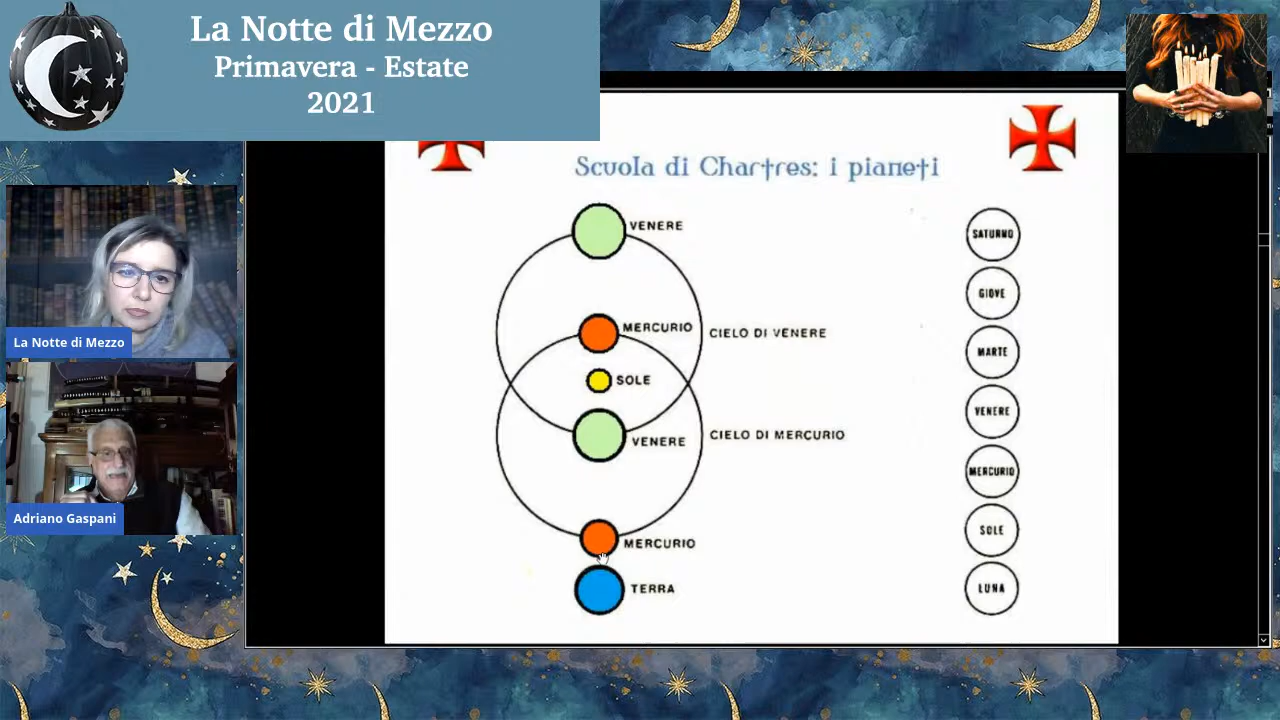 La Notte di Mezzo
Primavera - Estate
2021
Scuola di Chartres: i pianeti
VENERE
MERCURIO
CIELO DI VENERE
SOLE
VENERE
CIELO DI MERCURIO
MERCURIO
TERRA
SATURNO
GIOVE
MARTE
VENERE
MERCURIO
SOLE
LUNA
La Notte di Mezzo
Adriano Gaspani